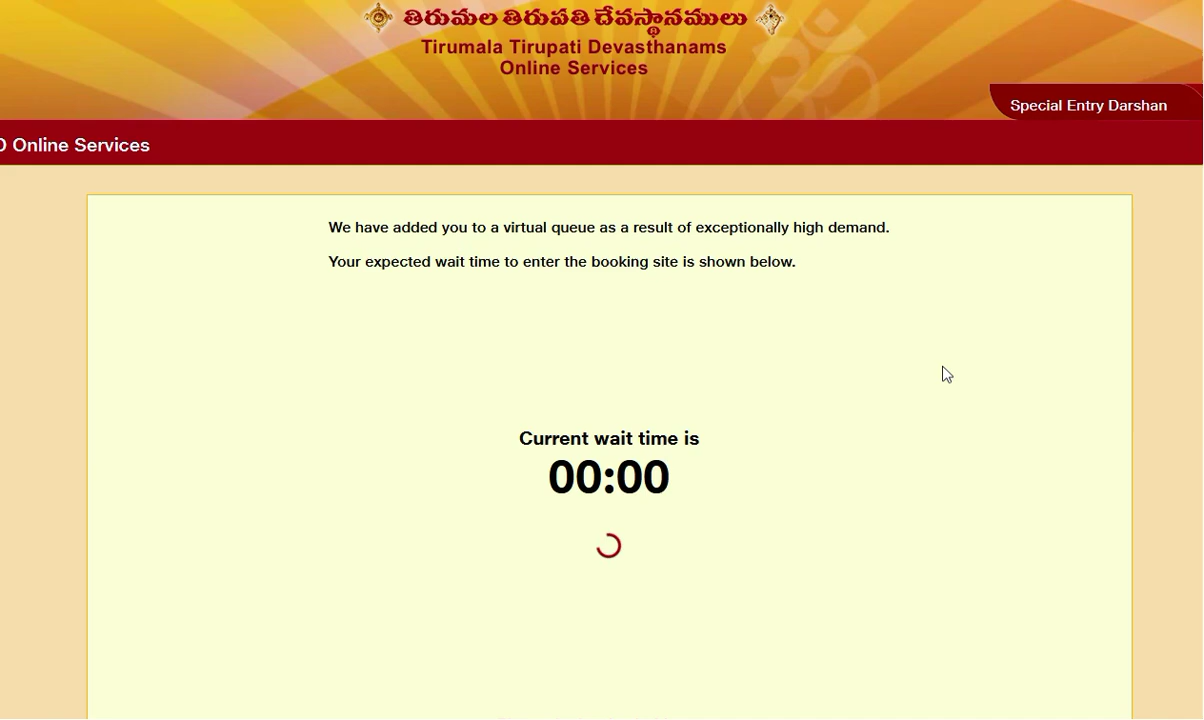 తిరుమల తిరుపతి దేవస్థానములు
Tirumala Tirupati Devasthanams
Online Services
Special Entry Darshan
Online Services
We have added you to a virtual queue as a result of exceptionally high demand.
Your expected wait time to enter the booking site is shown below.
Current wait time is
00:00